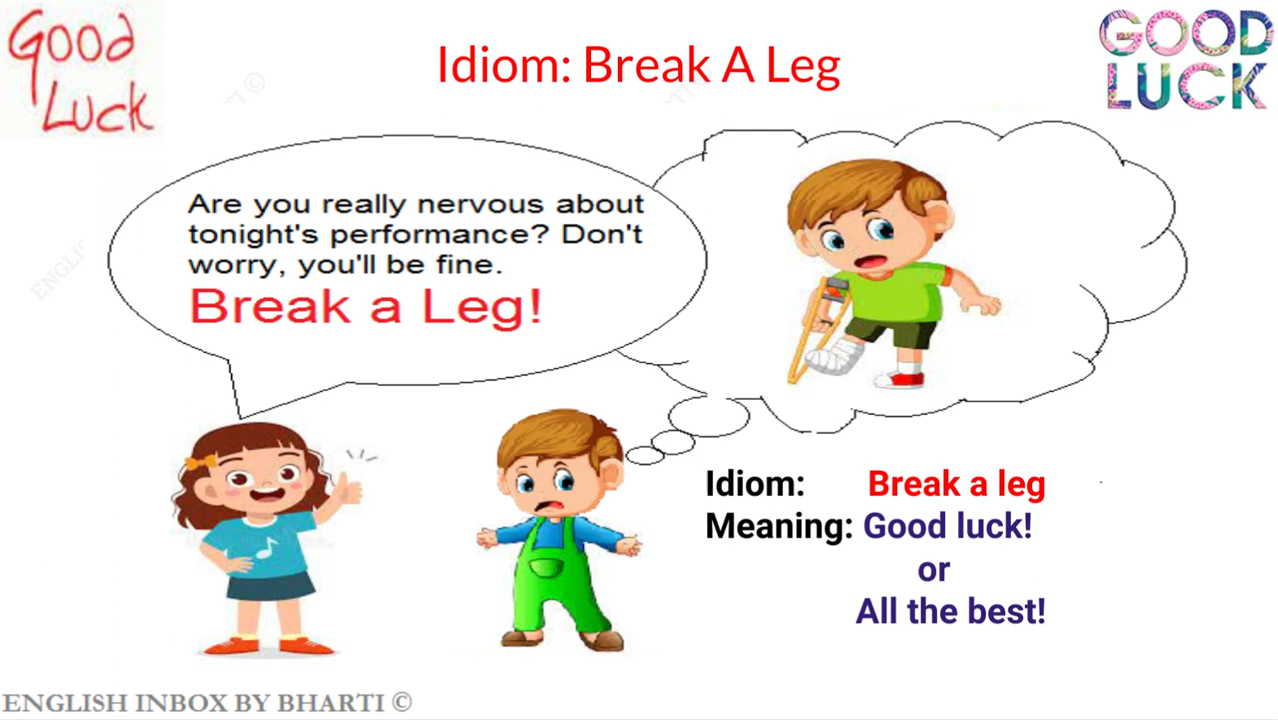 Good
Luck
Idiom: Break A Leg
GOOD
LUCK
Are you really nervous about
tonight's performance? Don't
worry, you'll be fine.
Break a Leg!
Idiom: Break a leg
Meaning: Good luck!
or
All the best!
ENGLISH INBOX BY BHARTI ©